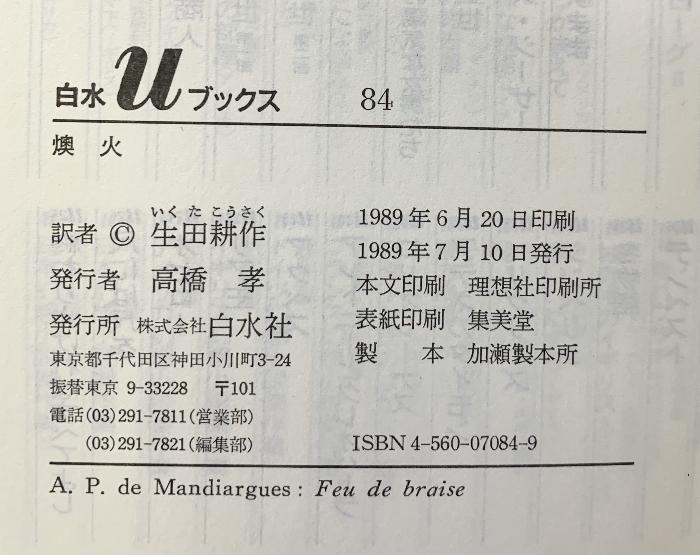 白水uブックス 84
燠火
いくた こうさく
訳者 © 生田耕作
発行者 高橋 孝
発行所 株式会社白水社
東京都千代田区神田小川町3-24
振替東京 9-33228 〒101
電話(03)291-7811(営業部)
(03)291-7821(編集部)
1989年6月20日印刷
1989年7月10日発行
本文印刷 理想社印刷所
表紙印刷 集美堂
製本 加瀬製本所
ISBN 4-560-07084-9
A. P. de Mandiargues : Feu de braise